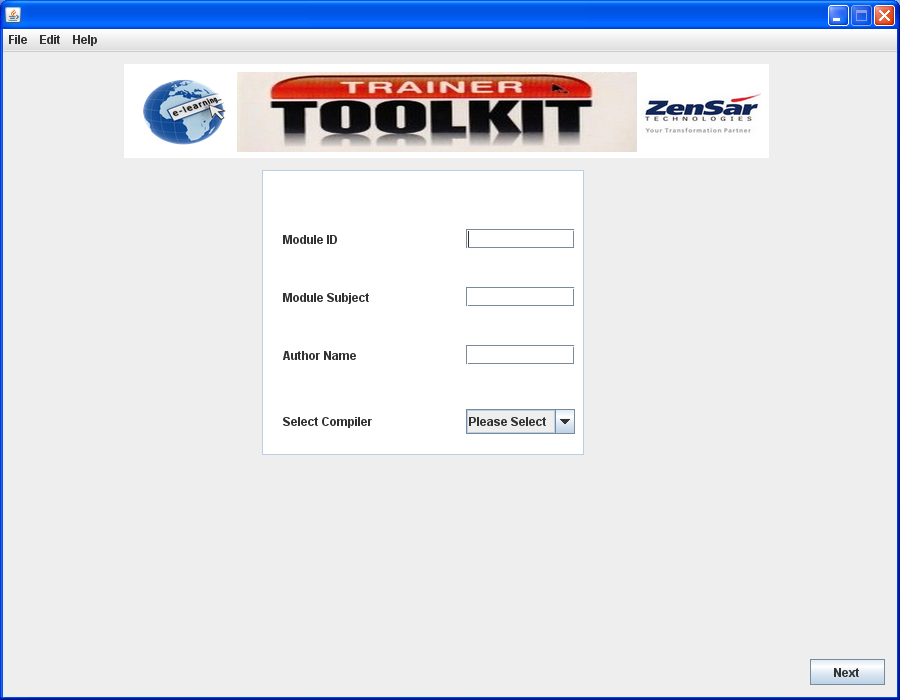 File Edit Help
e-learning
TRAINER
TOOLKIT
ZenSar
TECHNOLOGIES
Your Transformation Partner
Module ID
Module Subject
Author Name
Select Compiler Please Select
Next